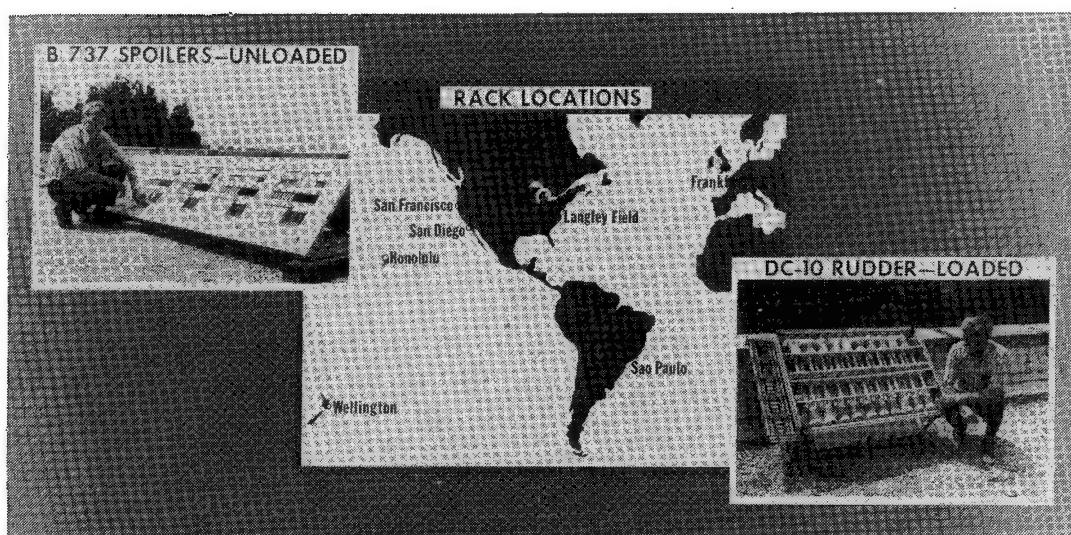 B 737 SPOILERS—UNLOADED
RACK LOCATIONS
San Francisco
San Diego
Honolulu
Langley Field
Wellington
Sao Paulo
DC-10 RUDDER—LOADED